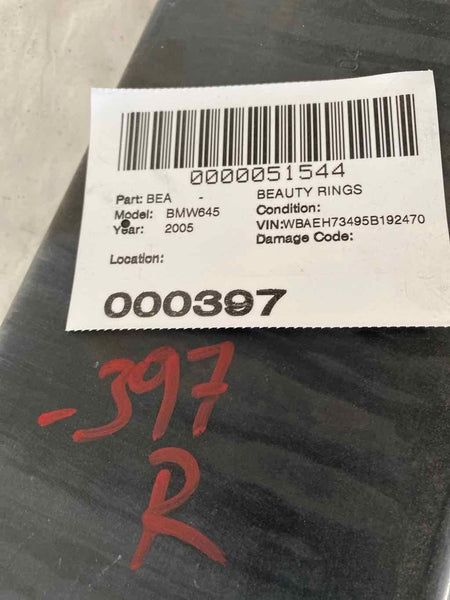 0000051544
Part: BEA - BEAUTY RINGS
Model: BMW645 Condition:
Year: 2005 VIN:WBAEH73495B192470
Damage Code:
Location:
000397
-397
R